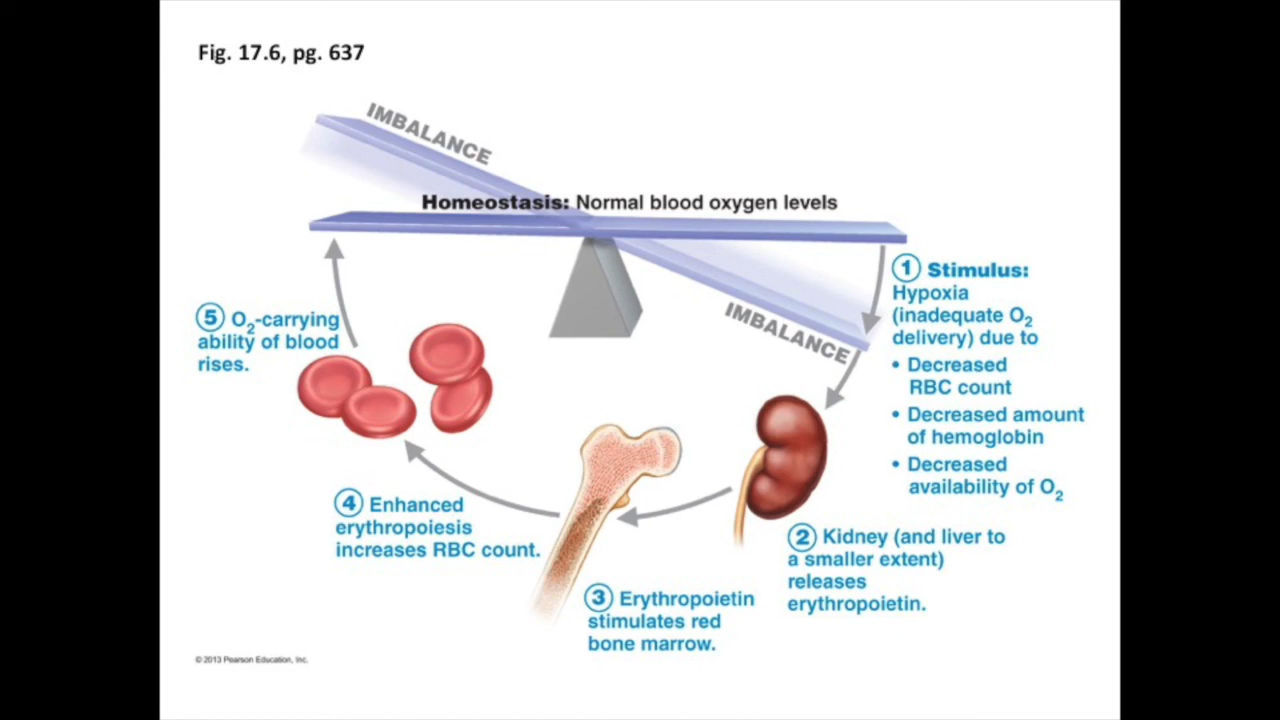 Fig. 17.6, pg. 637
IMBALANCE
Homeostasis: Normal blood oxygen levels
IMBALANCE
1 Stimulus:
Hypoxia
(inadequate O₂
delivery) due to
• Decreased
RBC count
• Decreased amount
of hemoglobin
• Decreased
availability of O₂
2 Kidney (and liver to
a smaller extent)
releases
erythropoietin.
3 Erythropoietin
stimulates red
bone marrow.
4 Enhanced
erythropoiesis
increases RBC count.
5 O₂-carrying
ability of blood
rises.
© 2013 Pearson Education, Inc.